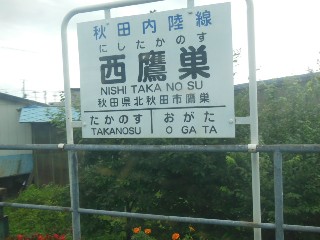 秋田内陸線
にしたかのす
西鷹巣
NISHI TAKA NO SU
秋田県北秋田市鷹巣
たかのす おがた
TAKANOSU O GA TA